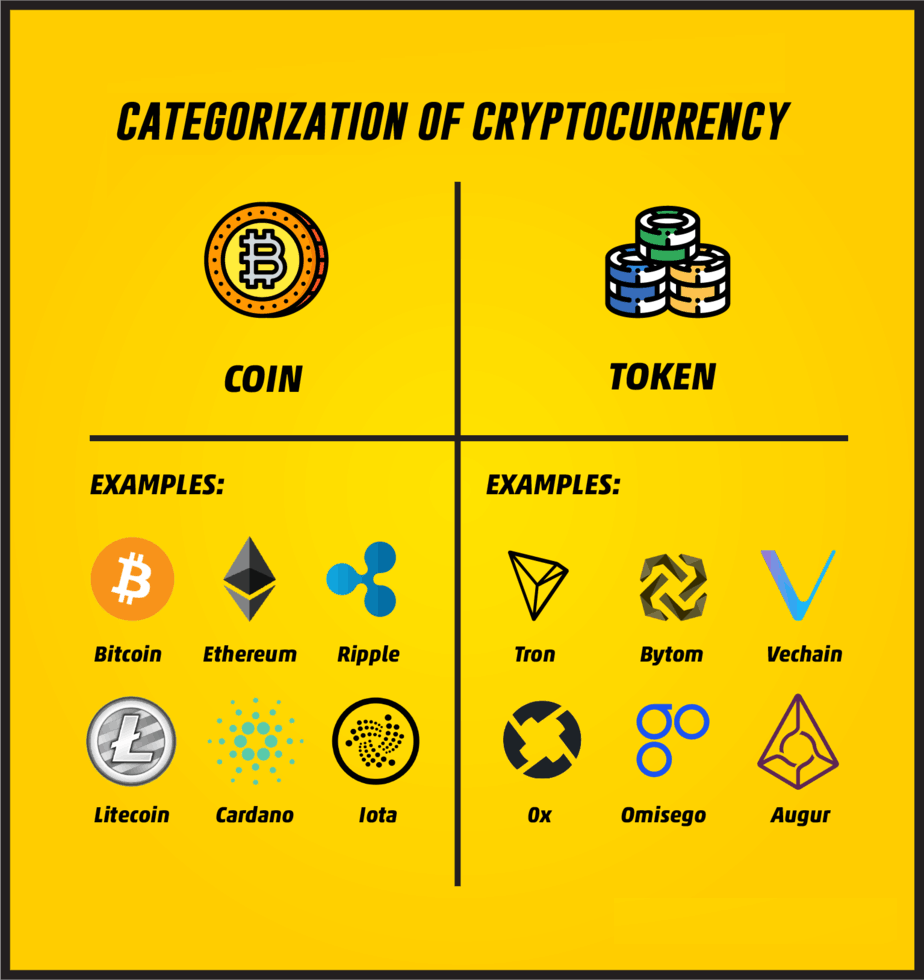 CATEGORIZATION OF CRYPTOCURRENCY
COIN
TOKEN
EXAMPLES:
Bitcoin Ethereum Ripple
Litecoin Cardano Iota
EXAMPLES:
Tron Bytom Vechain
0x Omisego Augur